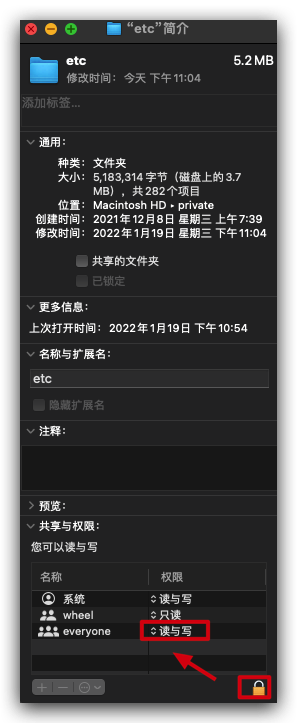 “etc”简介
etc
5.2 MB
修改时间：今天 下午11:04
添加标签…
通用：
种类：文件夹
大小：5,183,314 字节（磁盘上的 3.7
MB），共 282个项目
位置：Macintosh HD ▸ private
创建时间：2021年12月8日 星期三 上午7:39
修改时间：2022年1月19日 星期三 下午11:04
共享的文件夹
已锁定
更多信息：
上次打开时间：2022年1月19日 下午10:54
名称与扩展名：
etc
隐藏扩展名
注释：
预览：
共享与权限：
您可以读与写
名称 权限
系统 读与写
wheel 只读
everyone 读与写